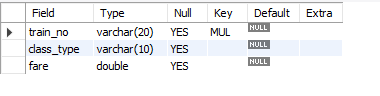 Field Type Null Key Default Extra
train_no varchar(20) YES MUL NULL
class_type varchar(10) YES NULL
fare double YES NULL